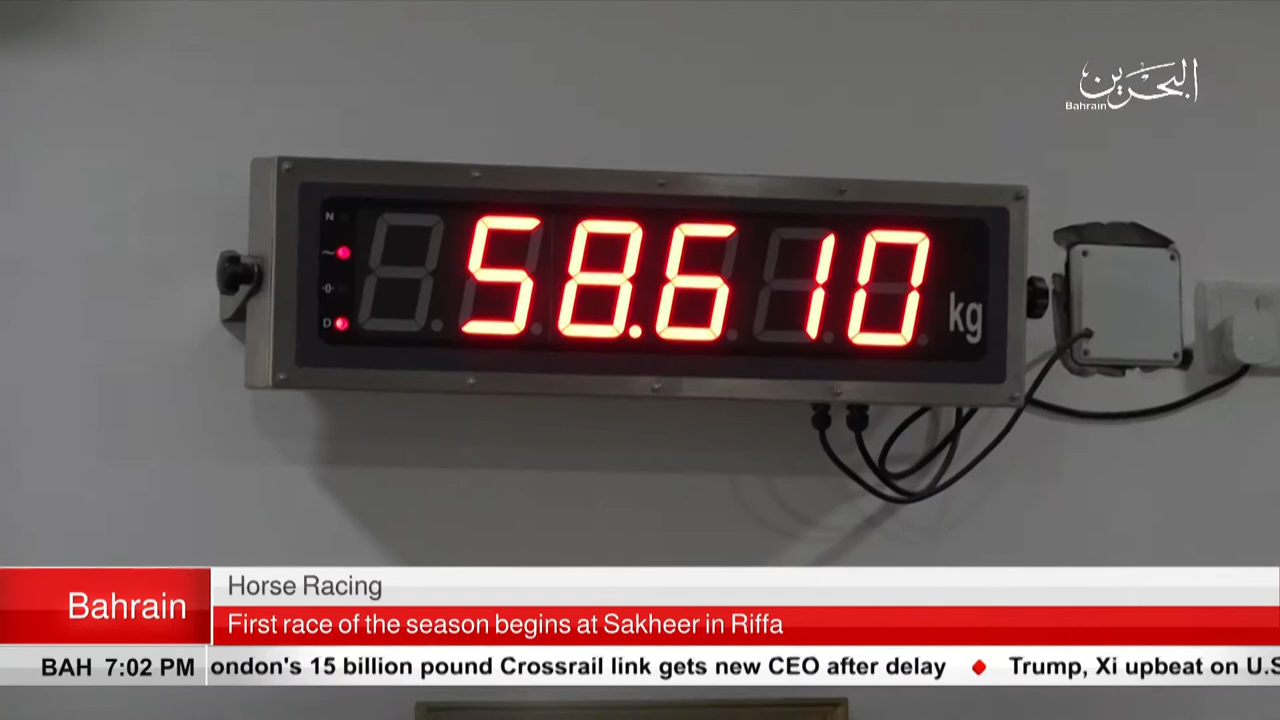 البحرين
Bahrain
N
~
0
D
58.610 kg
Bahrain
Horse Racing
First race of the season begins at Sakheer in Riffa
BAH 7:02 PM
ondon's 15 billion pound Crossrail link gets new CEO after delay ♦ Trump, Xi upbeat on U.S